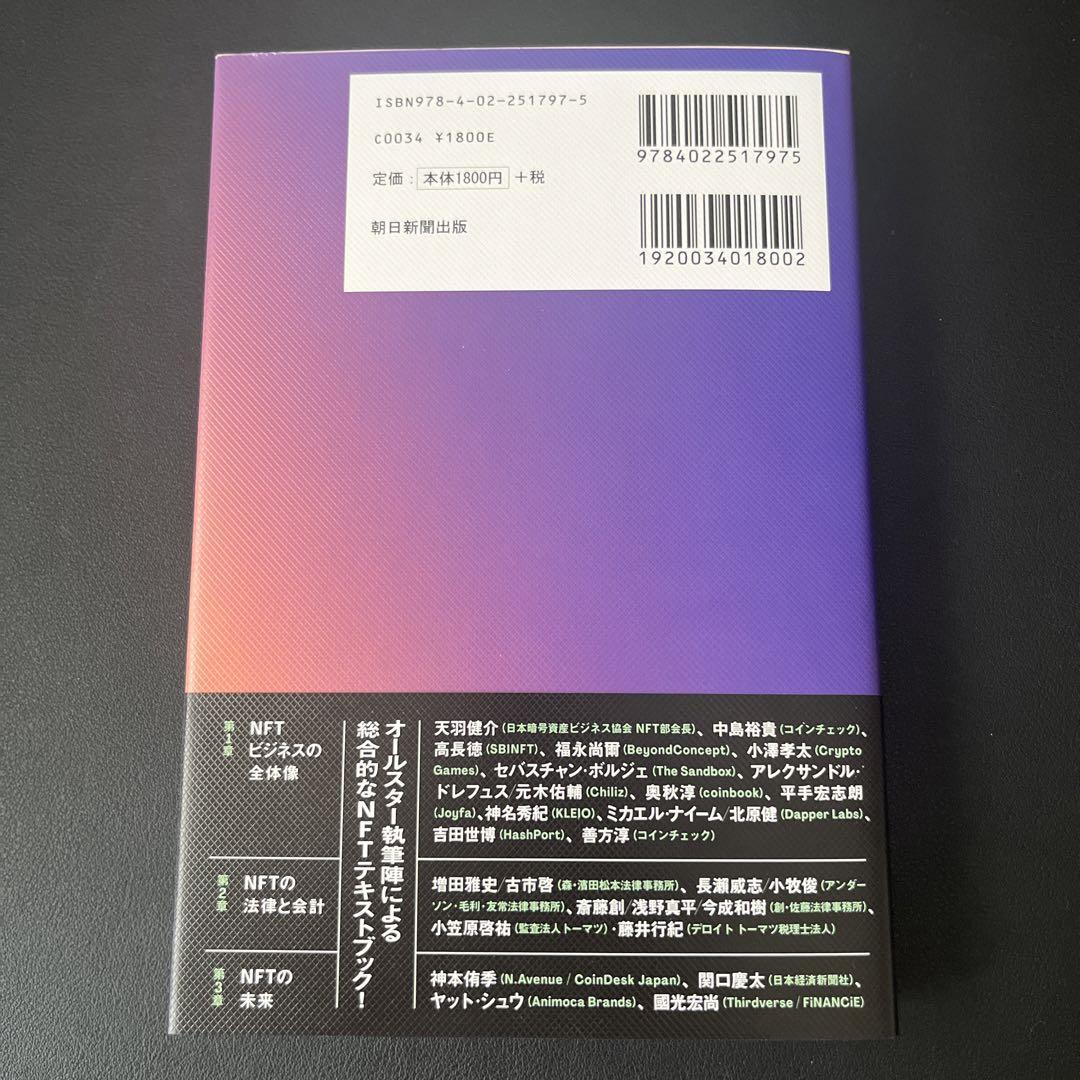 ISBN978-4-02-251797-5
C0034 ¥1800E
定価：本体1800円＋税
朝日新聞出版
9784022517975
1920034018002
第1章
NFT
ビジネスの
全体像
第2章
NFTの
法律と会計
第3章
NFTの
未来
オールスター執筆陣による
総合的なNFTテキストブック！
天羽健介(日本暗号資産ビジネス協会 NFT部会長)、中島裕貴(コインチェック)、
高長徳(SBINFT)、福永尚爾(BeyondConcept)、小澤孝太(Crypto
Games)、セバスチャン・ボルジェ(The Sandbox)、アレクサンドル・
ドレフュス/元木佑輔(Chiliz)、奥秋淳(coinbook)、平手宏志朗
(Joyfa)、神名秀紀(KLEIO)、ミカエル・ナイーム/北原健(Dapper Labs)、
吉田世博(HashPort)、善方淳(コインチェック)
増田雅史/古市啓(森・濱田松本法律事務所)、長瀬威志/小牧俊(アンダー
ソン・毛利・友常法律事務所)、斎藤創/浅野真平/今成和樹(創・佐藤法律事務所)、
小笠原啓祐(監査法人トーマツ)・藤井行紀(デロイト トーマツ税理士法人)
神本侑季(N.Avenue / CoinDesk Japan)、関口慶太(日本経済新聞社)、
ヤット・シュウ(Animoca Brands)、國光宏尚(Thirdverse / FiNANCiE)